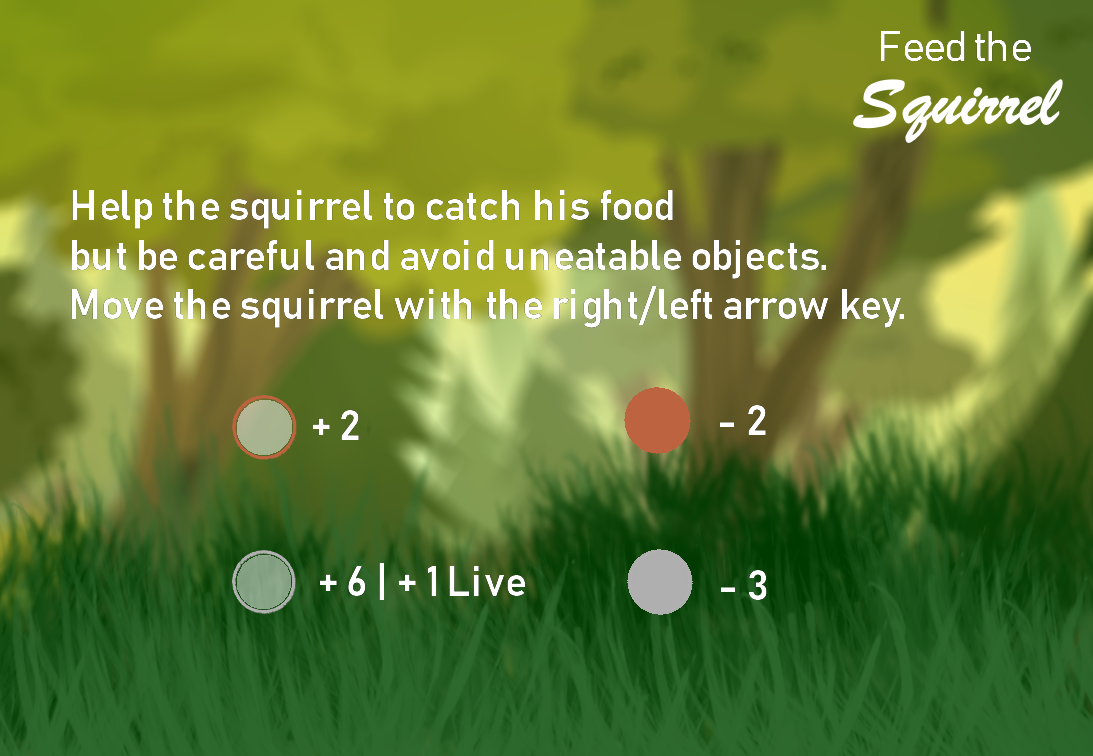 Feed the
Squirrel
Help the squirrel to catch his food
but be careful and avoid uneatable objects.
Move the squirrel with the right/left arrow key.
+ 2
- 2
+ 6 | + 1 Live
- 3